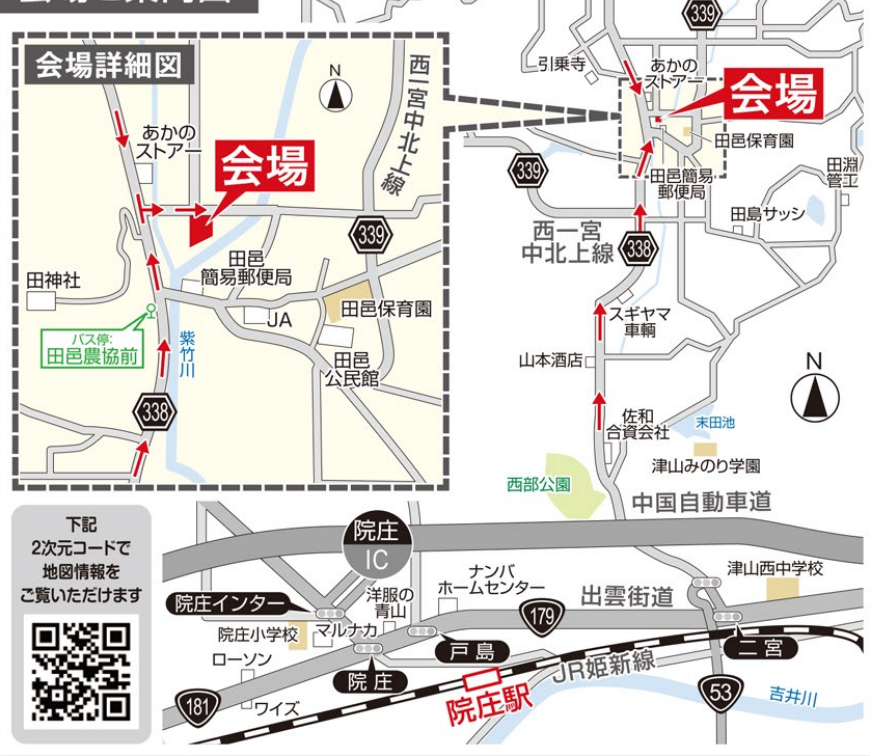 会場詳細図
N
西一宮中北上線
あかの
ストアー
会場
339
田邑
簡易郵便局
田神社
JA
田邑保育園
バス停:
田邑農協前
紫竹川
田邑
公民館
338
339
引乗寺
あかの
ストアー
会場
田邑保育園
339
田邑簡易
郵便局
田淵
管工
田島サッシ
西一宮
中北上線
338
スギヤマ
車輌
山本酒店
N
佐和
合資会社
末田池
津山みのり学園
西部公園
中国自動車道
下記
2次元コードで
地図情報を
ご覧いただけます
院庄
IC
ナンバ
ホームセンター
津山西中学校
院庄インター
洋服の
青山
出雲街道
179
院庄小学校
マルナカ
戸島
二宮
ローソン
院庄
JR姫新線
院庄駅
181
ワイズ
53
吉井川